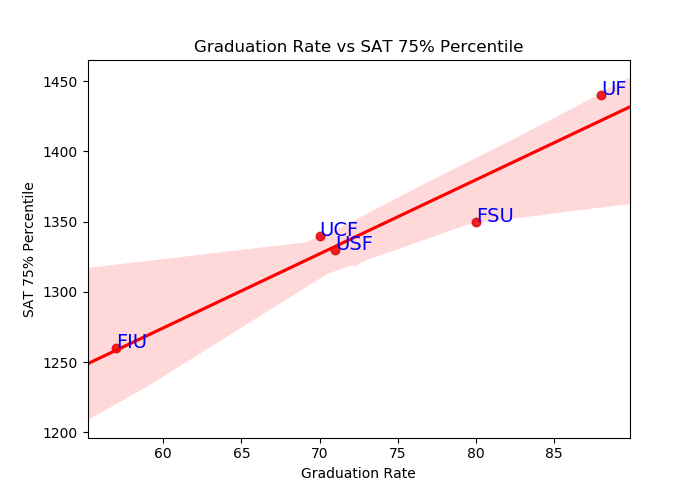 Graduation Rate vs SAT 75% Percentile
1450
1400
1350
1300
1250
1200
SAT 75% Percentile
UF
UCF
USF
FSU
FIU
60 65 70 75 80 85
Graduation Rate